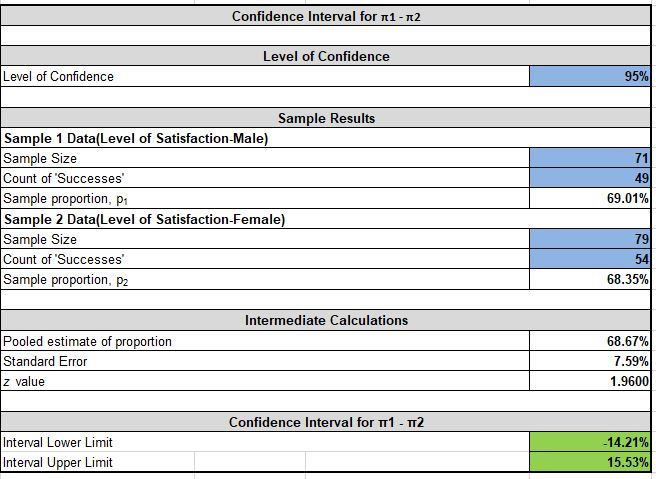 Confidence Interval for π1 - π2
Level of Confidence
Level of Confidence 95%
Sample Results
Sample 1 Data(Level of Satisfaction-Male)
Sample Size 71
Count of 'Successes' 49
Sample proportion, p₁ 69.01%
Sample 2 Data(Level of Satisfaction-Female)
Sample Size 79
Count of 'Successes' 54
Sample proportion, p₂ 68.35%
Intermediate Calculations
Pooled estimate of proportion 68.67%
Standard Error 7.59%
z value 1.9600
Confidence Interval for π1 - π2
Interval Lower Limit -14.21%
Interval Upper Limit 15.53%